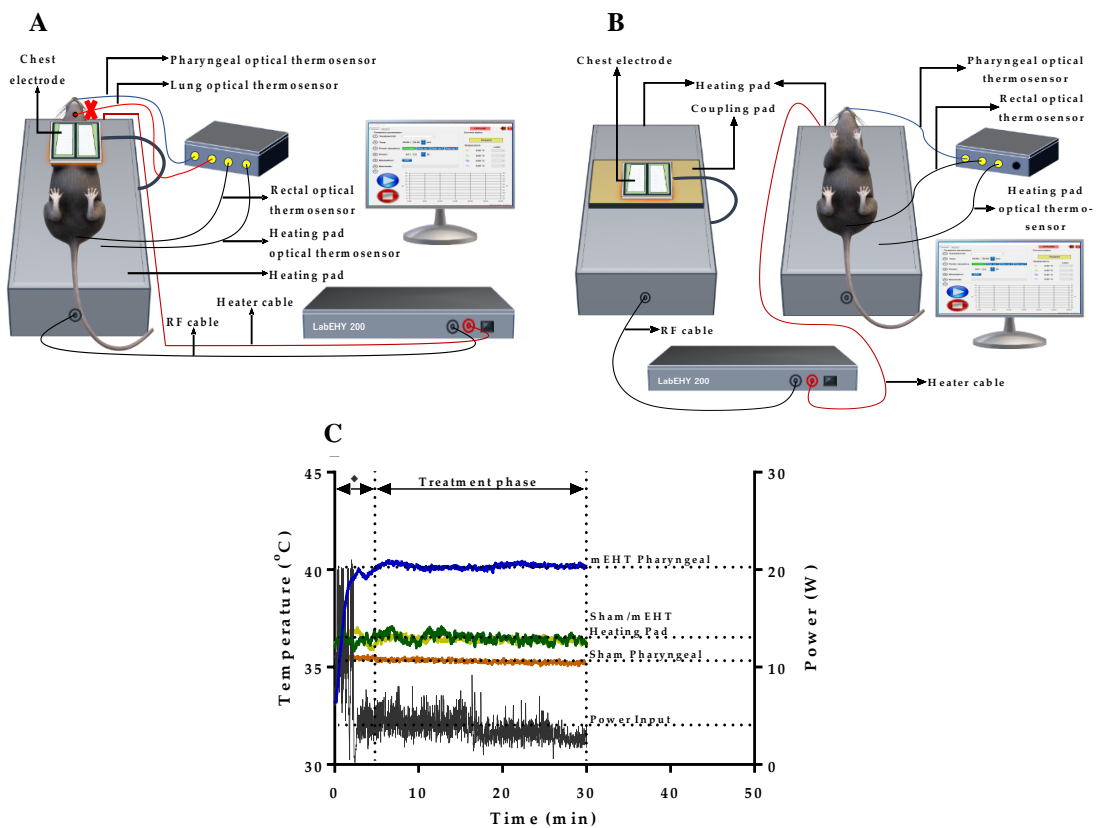 A
Chest
electrode
Pharyngeal optical thermosensor
Lung optical thermosensor
Rectal optical
thermosensor
Heating pad
optical thermosensor
Heating pad
Heater cable
RF cable
LabEHY 200
B
Chest electrode
Heating pad
Coupling pad
Pharyngeal optical
thermosensor
Rectal optical
thermosensor
Heating pad
optical thermo-
sensor
RF cable
LabEHY 200
Heater cable
C
45
40
35
30
Temperature (°C)
Treatment phase
mEHT Pharyngeal
Sham/mEHT
Heating Pad
Sham Pharyngeal
Power Input
30
20
10
0
Power (W)
0 10 20 30 40 50
Time (min)